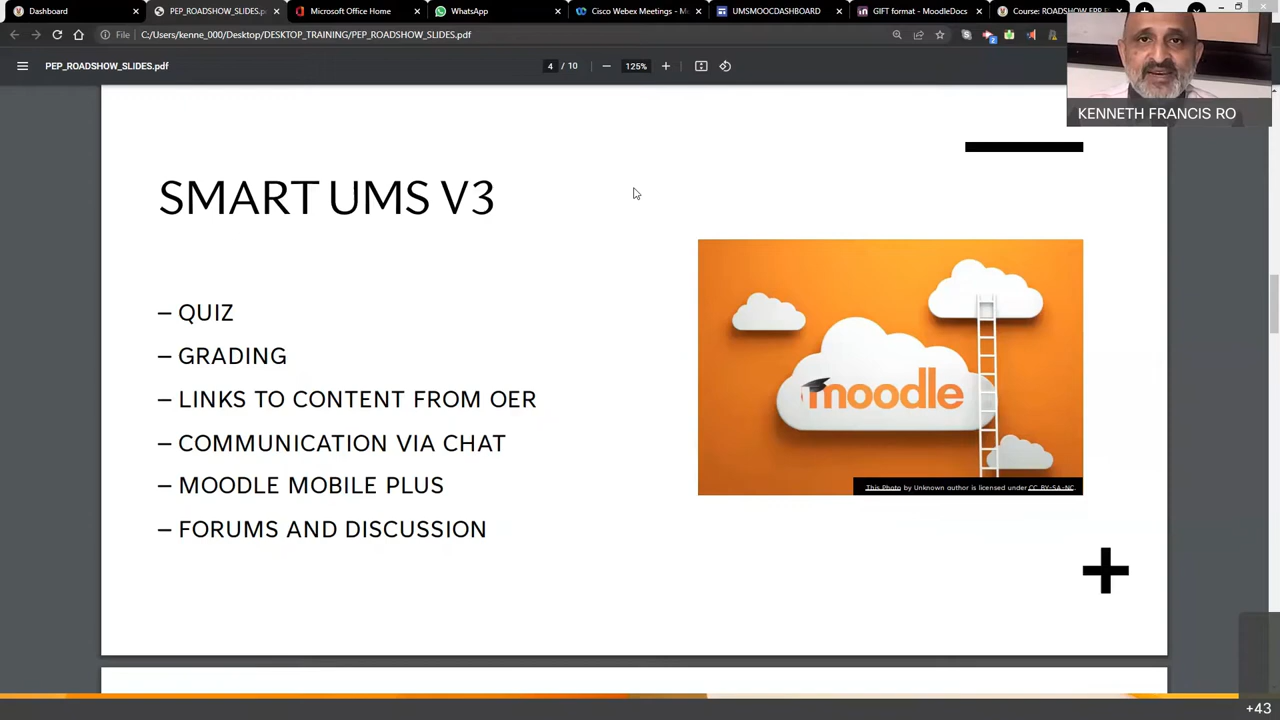 Dashboard
PEP_ROADSHOW_SLIDES.p
Microsoft Office Home
WhatsApp
Cisco Webex Meetings - M
UMSMOOCDASHBOARD
GIFT format - MoodleDocs
Course: ROADSHOW
File | C:/Users/kenne_000/Desktop/DESKTOP_TRAINING/PEP_ROADSHOW_SLIDES.pdf
PEP_ROADSHOW_SLIDES.pdf
4 / 10
125%
KENNETH FRANCIS RO
SMART UMS V3
– QUIZ
– GRADING
– LINKS TO CONTENT FROM OER
– COMMUNICATION VIA CHAT
– MOODLE MOBILE PLUS
– FORUMS AND DISCUSSION
moodle
This Photo by Unknown author is licensed under CC BY-SA-NC.
+43